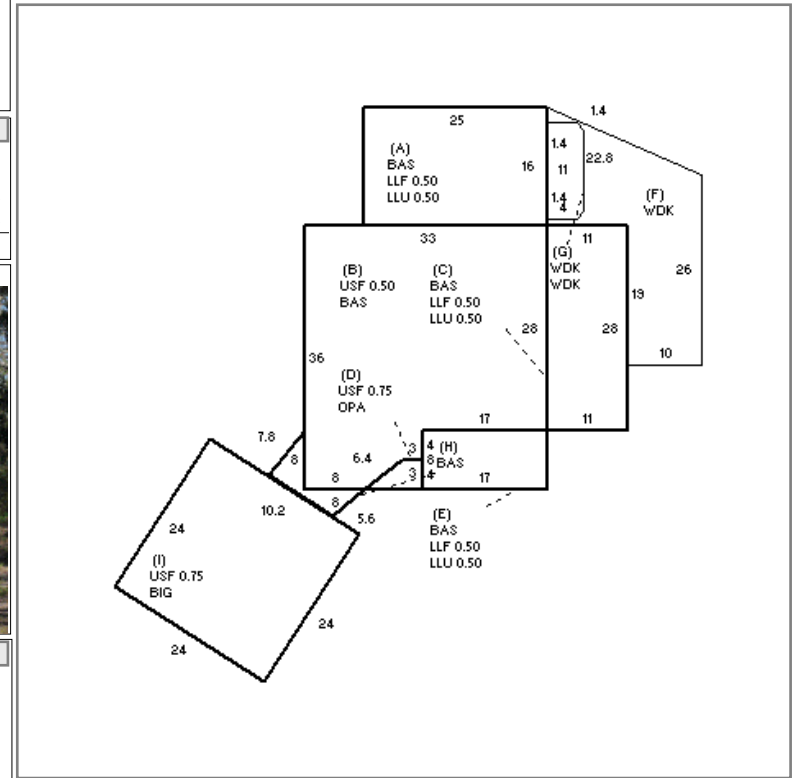 1.4
25
(A)
BAS
LLF 0.50
LLU 0.50
16
1.4
11
1.4
4
22.8
(F)
WDK
33
11
(B)
USF 0.50
BAS
(C)
BAS
LLF 0.50
LLU 0.50
(G)
WDK
WDK
26
19
28
28
36
10
(D)
USF 0.75
OPA
17
11
7.8
8
6.4
3
4
(H)
8
BAS
8
3
4
17
8
10.2
5.6
24
(E)
BAS
LLF 0.50
LLU 0.50
(I)
USF 0.75
BIG
24
24